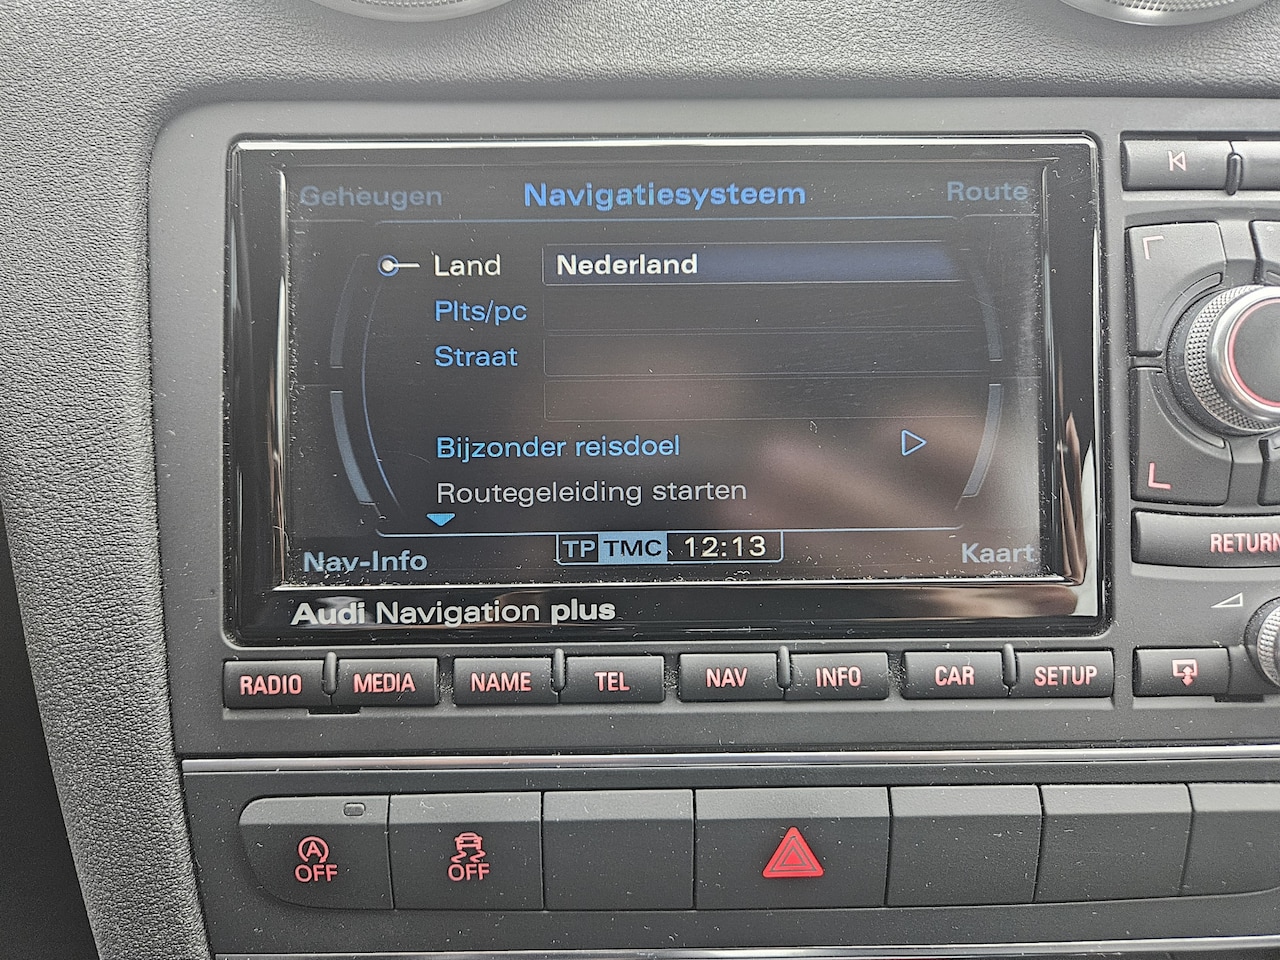 Geheugen Navigatiesysteem Route
Land Nederland
Plts/pc
Straat
Bijzonder reisdoel
Routegeleiding starten
Nav-Info TP TMC 12:13 Kaart
Audi Navigation plus
RETURN
RADIO MEDIA NAME TEL NAV INFO CAR SETUP
A
OFF OFF